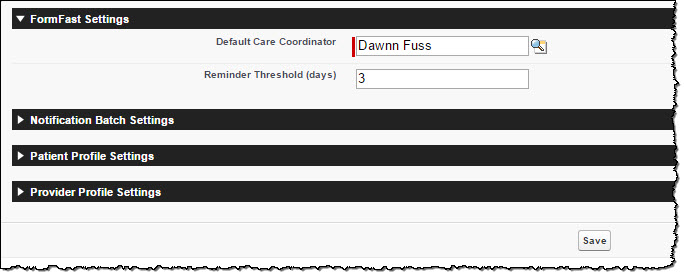 FormFast Settings
Default Care Coordinator Dawnn Fuss
Reminder Threshold (days) 3
Notification Batch Settings
Patient Profile Settings
Provider Profile Settings
Save